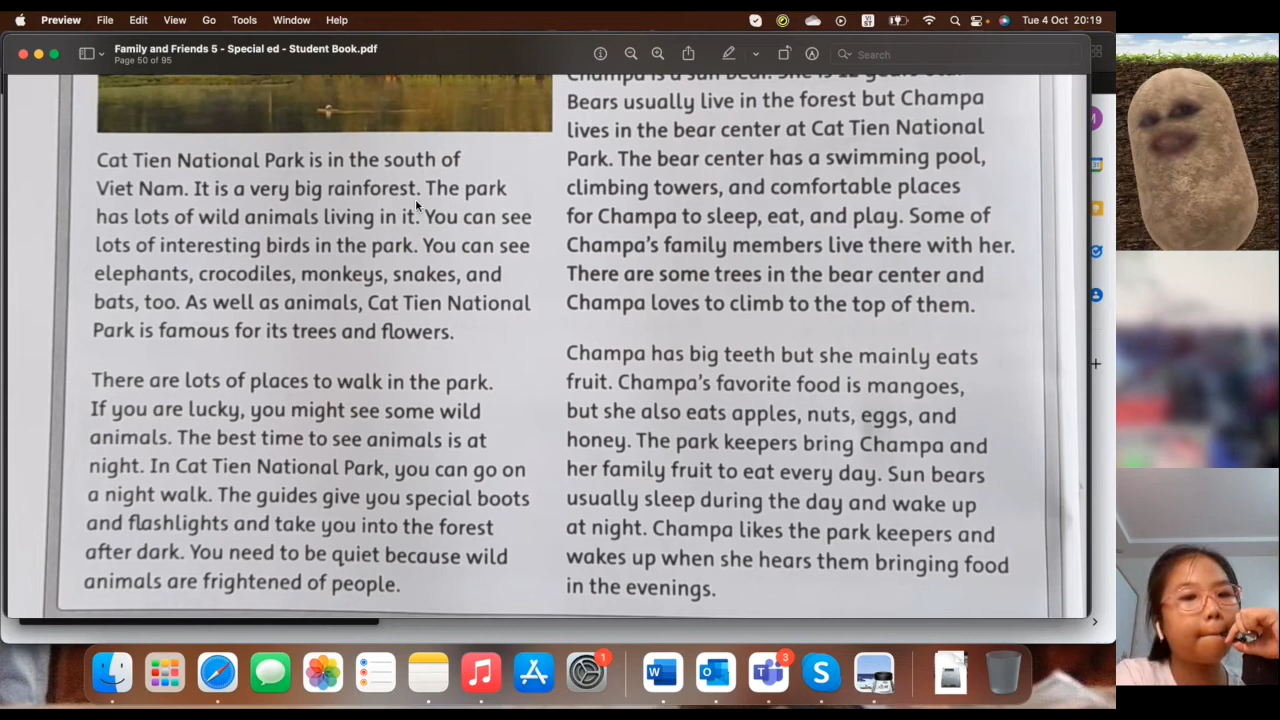 Preview File Edit View Go Tools Window Help
Tue 4 Oct 20:19
Family and Friends 5 - Special ed - Student Book.pdf
Page 50 of 95
Search
Cat Tien National Park is in the south of
Viet Nam. It is a very big rainforest. The park
has lots of wild animals living in it. You can see
lots of interesting birds in the park. You can see
elephants, crocodiles, monkeys, snakes, and
bats, too. As well as animals, Cat Tien National
Park is famous for its trees and flowers.
There are lots of places to walk in the park.
If you are lucky, you might see some wild
animals. The best time to see animals is at
night. In Cat Tien National Park, you can go on
a night walk. The guides give you special boots
and flashlights and take you into the forest
after dark. You need to be quiet because wild
animals are frightened of people.
Champa is a sun bear. She is 12 years old.
Bears usually live in the forest but Champa
lives in the bear center at Cat Tien National
Park. The bear center has a swimming pool,
climbing towers, and comfortable places
for Champa to sleep, eat, and play. Some of
Champa's family members live there with her.
There are some trees in the bear center and
Champa loves to climb to the top of them.
Champa has big teeth but she mainly eats
fruit. Champa's favorite food is mangoes,
but she also eats apples, nuts, eggs, and
honey. The park keepers bring Champa and
her family fruit to eat every day. Sun bears
usually sleep during the day and wake up
at night. Champa likes the park keepers and
wakes up when she hears them bringing food
in the evenings.
1
3